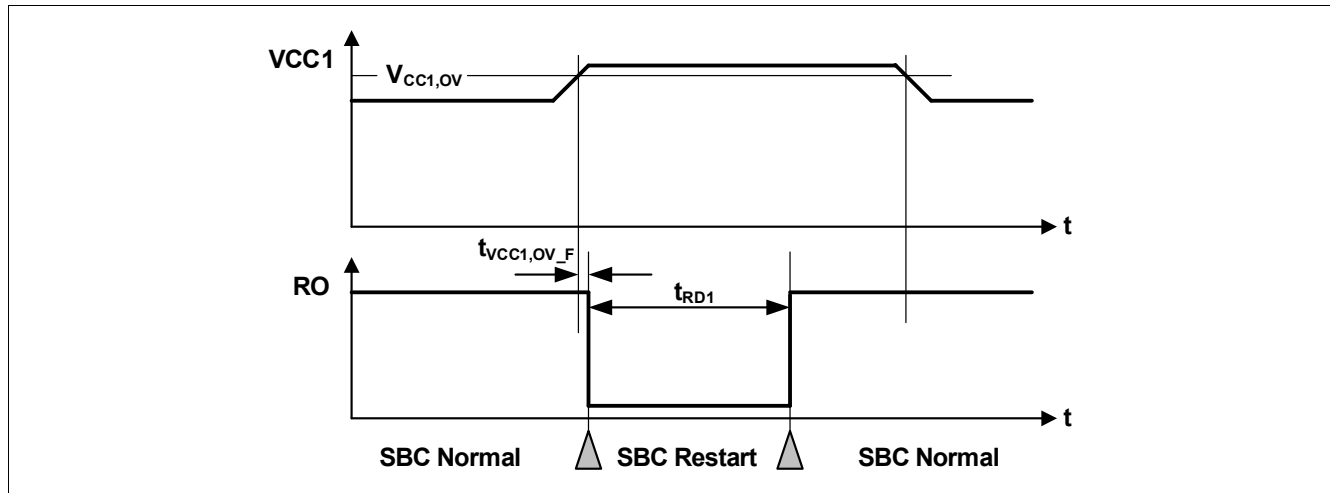 VCC1
VCC1,OV
t
tVCC1,OV_F
RO
tRD1
t
SBC Normal
SBC Restart
SBC Normal